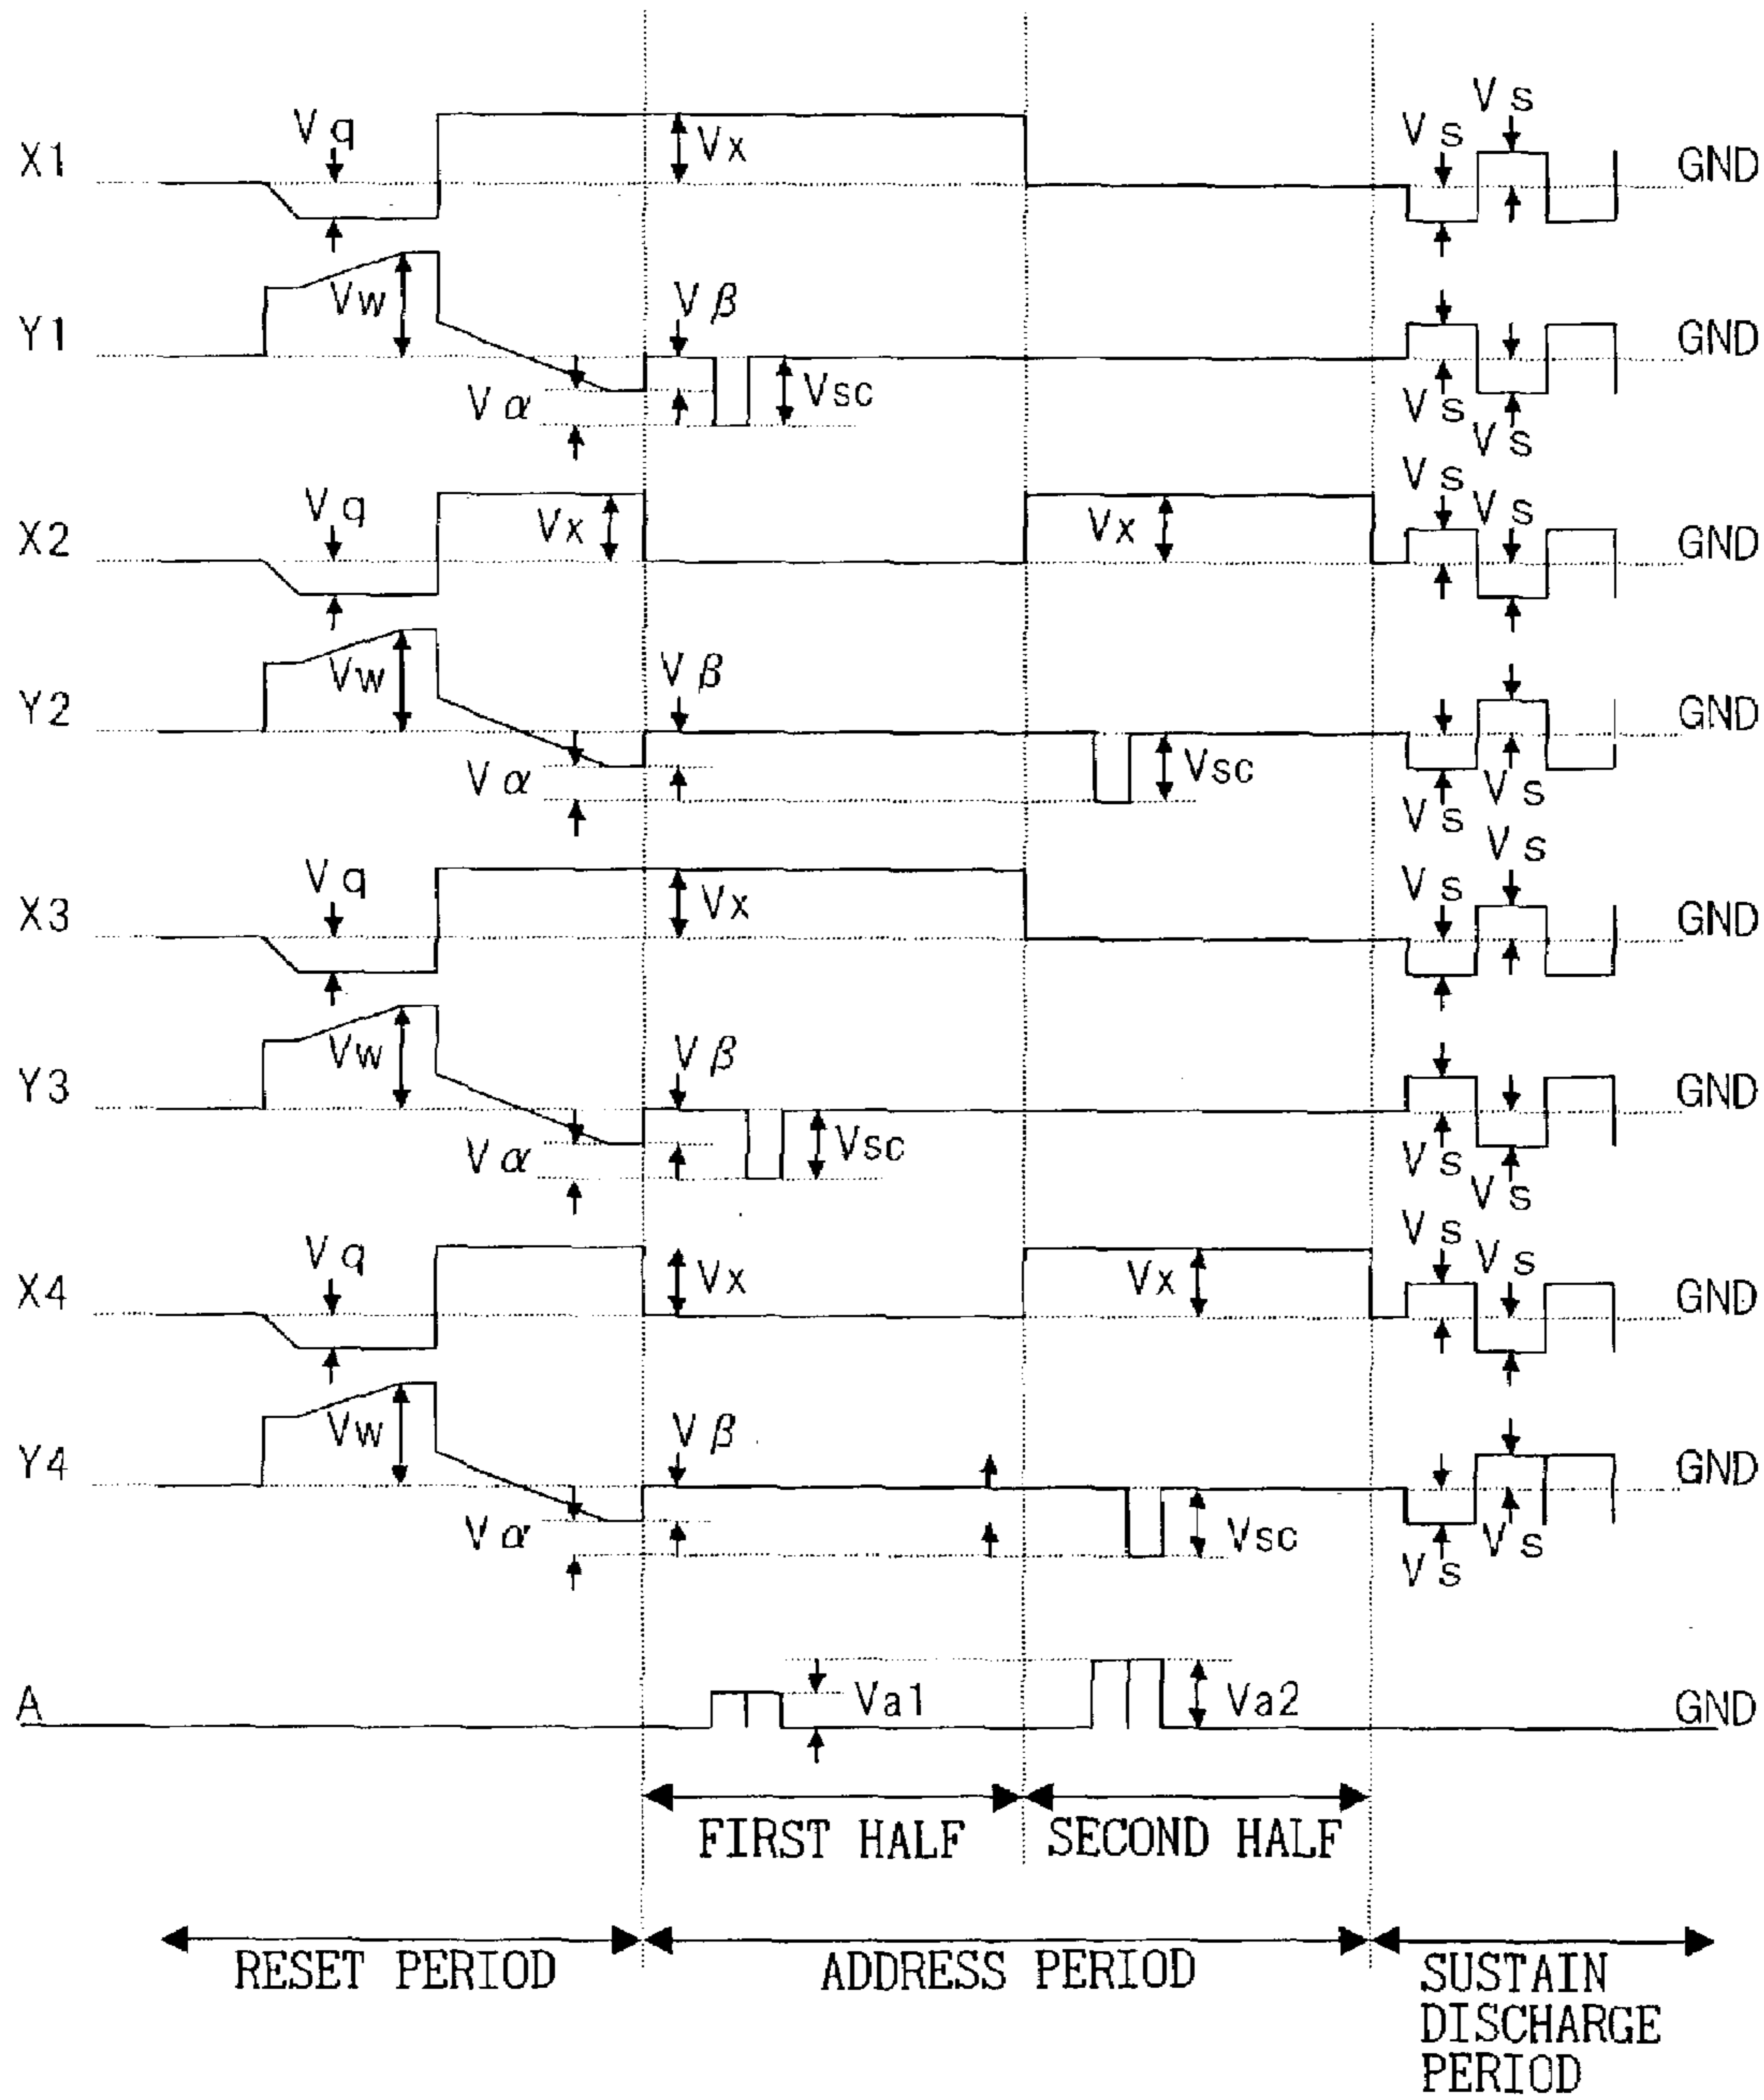 Vs
Vq Vs
X1 Vx GND
Vw Vβ
Y1 GND
Vα Vsc Vs
Vs
Vs
Vq Vs
X2 Vx Vx GND
Vw Vβ
Y2 GND
Vα Vsc Vs
Vs
Vs
Vq Vs
X3 Vx GND
Vw Vβ
Y3 GND
Vα Vsc Vs
Vs
Vs
Vq Vs
X4 Vx Vx GND
Vw Vβ
Y4 GND
Vα Vsc Vs
Vs
A Va1 Va2 GND
FIRST HALF SECOND HALF
RESET PERIOD ADDRESS PERIOD SUSTAIN
DISCHARGE
PERIOD